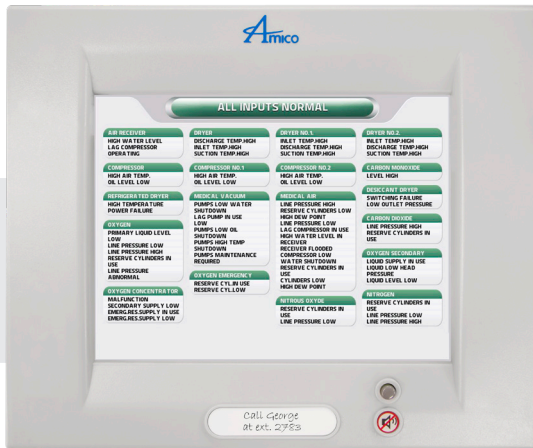 Amico
ALL INPUTS NORMAL
AIR RECEIVER
HIGH WATER LEVEL
LAG COMPRESSOR
OPERATING
DRYER
DISCHARGE TEMP.HIGH
INLET TEMP.HIGH
SUCTION TEMP.HIGH
DRYER NO.1.
INLET TEMP.HIGH
DISCHARGE TEMP.HIGH
SUCTION TEMP.HIGH
DRYER NO.2.
INLET TEMP.HIGH
DISCHARGE TEMP.HIGH
SUCTION TEMP.HIGH
COMPRESSOR
HIGH AIR TEMP.
OIL LEVEL LOW
COMPRESSOR NO.1
HIGH AIR TEMP.
OIL LEVEL LOW
COMPRESSOR NO.2
HIGH AIR TEMP.
OIL LEVEL LOW
CARBON MONOXIDE
LEVEL HIGH
REFRIGERATED DRYER
HIGH TEMPERATURE
POWER FAILURE
MEDICAL VACUUM
PUMPS LOW WATER
SHUTDOWN
LAG PUMP IN USE
LOW
PUMPS LOW OIL
SHUTDOWN
PUMPS HIGH TEMP
SHUTDOWN
PUMPS MAINTENANCE
REQUIRED
MEDICAL AIR
LINE PRESSURE HIGH
RESERVE CYLINDERS LOW
HIGH DEW POINT
LINE PRESSURE LOW
LAG COMPRESSOR IN USE
HIGH WATER LEVEL IN
RECEIVER
RECEIVER FLOODED
COMPRESSOR LOW
WATER SHUTDOWN
RESERVE CYLINDERS IN
USE
CYLINDERS LOW
HIGH DEW POINT
DESICCANT DRYER
SWITCHING FAILURE
LOW OUTLET PRESSURE
OXYGEN
PRIMARY LIQUID LEVEL
LOW
LINE PRESSURE LOW
LINE PRESSURE HIGH
RESERVE CYLINDERS IN
USE
LINE PRESSURE
ABNORMAL
CARBON DIOXIDE
LINE PRESSURE HIGH
RESERVE CYLINDERS IN
USE
OXYGEN SECONDARY
LIQUID SUPPLY IN USE
LIQUID LOW HEAD
PRESSURE
LIQUID LEVEL LOW
OXYGEN EMERGENCY
RESERVE CYL.IN USE
RESERVE CYL.LOW
OXYGEN CONCENTRATOR
MALFUNCTION
SECONDARY SUPPLY LOW
EMERG.RES.SUPPLY IN USE
EMERG.RES.SUPPLY LOW
NITROUS OXYDE
RESERVE CYLINDERS IN
USE
LINE PRESSURE LOW
NITROGEN
RESERVE CYLINDERS IN
USE
LINE PRESSURE LOW
LINE PRESSURE HIGH
Call George
at ext. 2783